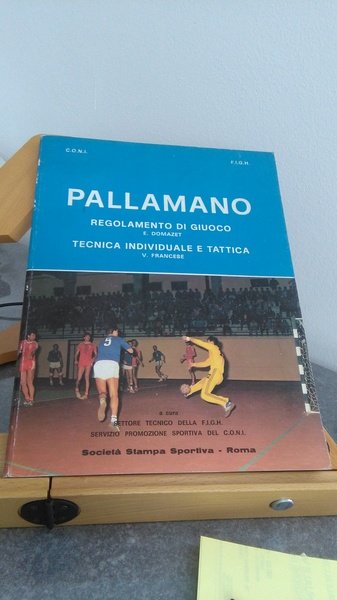 C.O.N.I.
F.I.G.H.
PALLAMANO
REGOLAMENTO DI GIUOCO
E. DOMAZET
TECNICA INDIVIDUALE E TATTICA
V. FRANCESE
5
a cura
SETTORE TECNICO DELLA F.I.G.H.
SERVIZIO PROMOZIONE SPORTIVA DEL C.O.N.I.
Società Stampa Sportiva - Roma